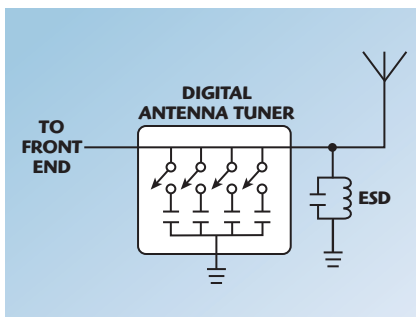 DIGITAL
ANTENNA TUNER
TO
FRONT
END
ESD